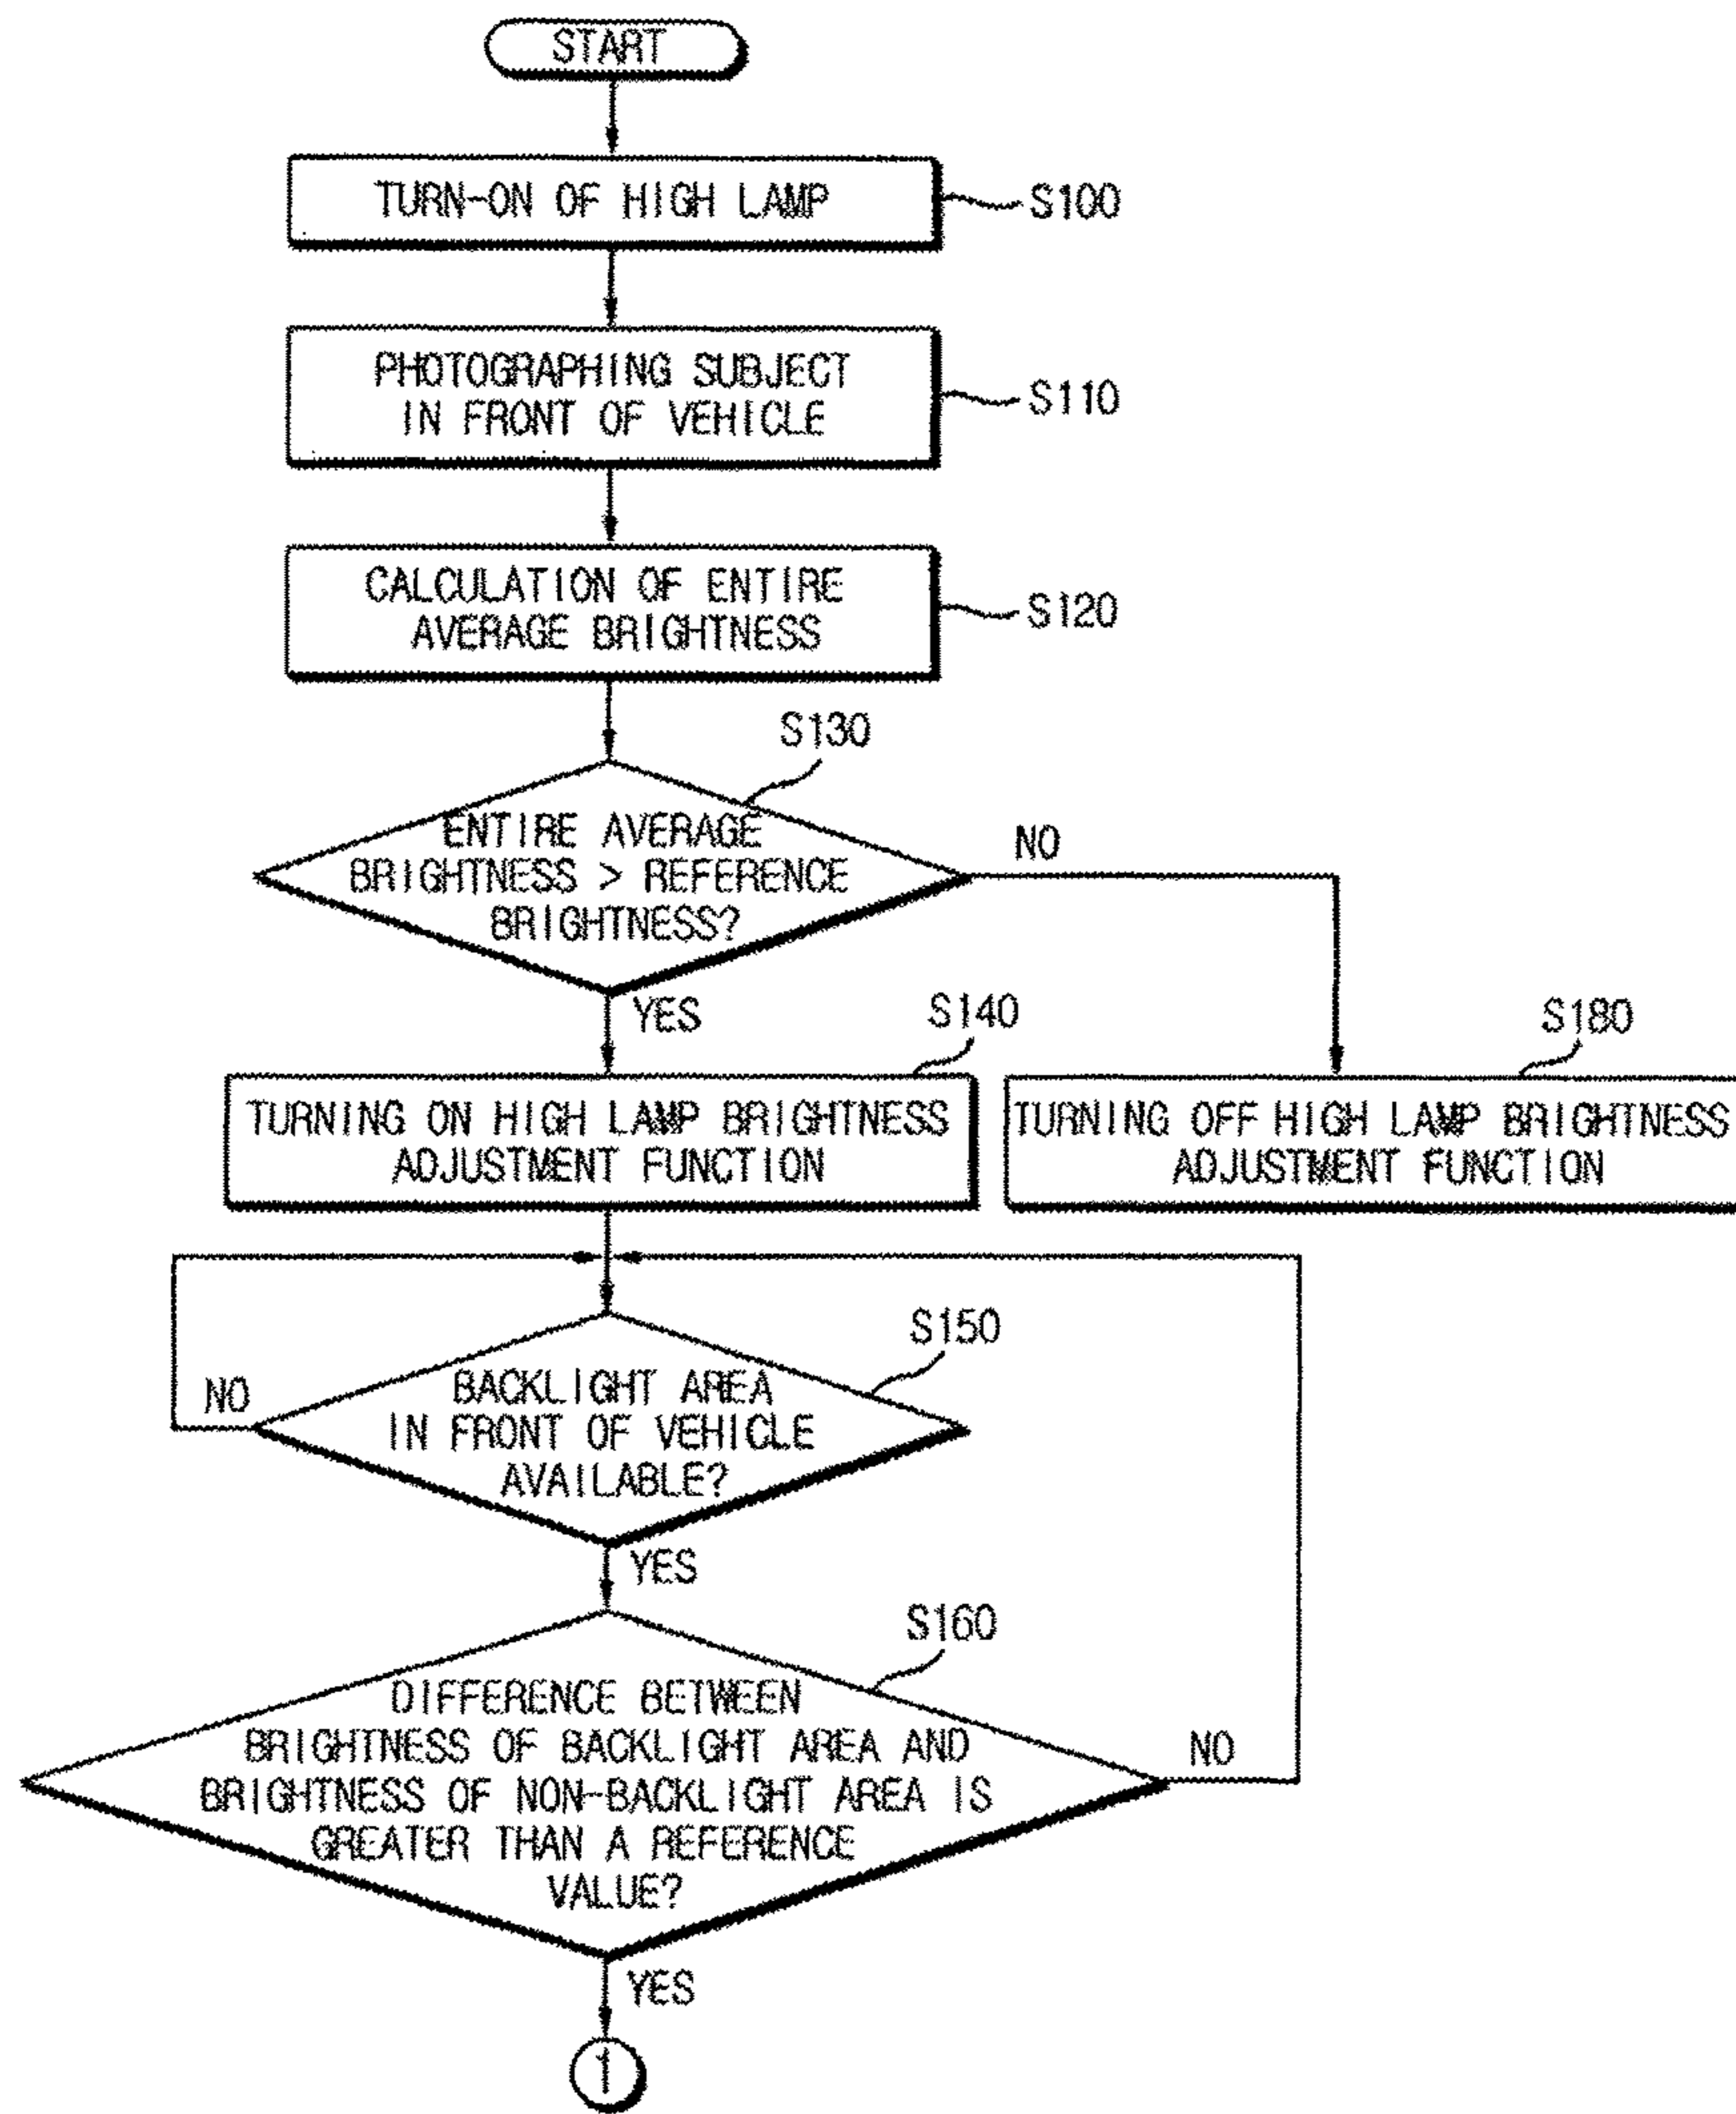 START
TURN-ON OF HIGH LAMP
S100
PHOTOGRAPHING SUBJECT
IN FRONT OF VEHICLE
S110
CALCULATION OF ENTIRE
AVERAGE BRIGHTNESS
S120
S130
ENTIRE AVERAGE
BRIGHTNESS > REFERENCE
BRIGHTNESS?
NO
YES
S140
TURNING ON HIGH LAMP BRIGHTNESS
ADJUSTMENT FUNCTION
S180
TURNING OFF HIGH LAMP BRIGHTNESS
ADJUSTMENT FUNCTION
S150
BACKLIGHT AREA
IN FRONT OF VEHICLE
AVAILABLE?
NO
YES
S160
DIFFERENCE BETWEEN
BRIGHTNESS OF BACKLIGHT AREA AND
BRIGHTNESS OF NON-BACKLIGHT AREA IS
GREATER THAN A REFERENCE
VALUE?
NO
YES
1